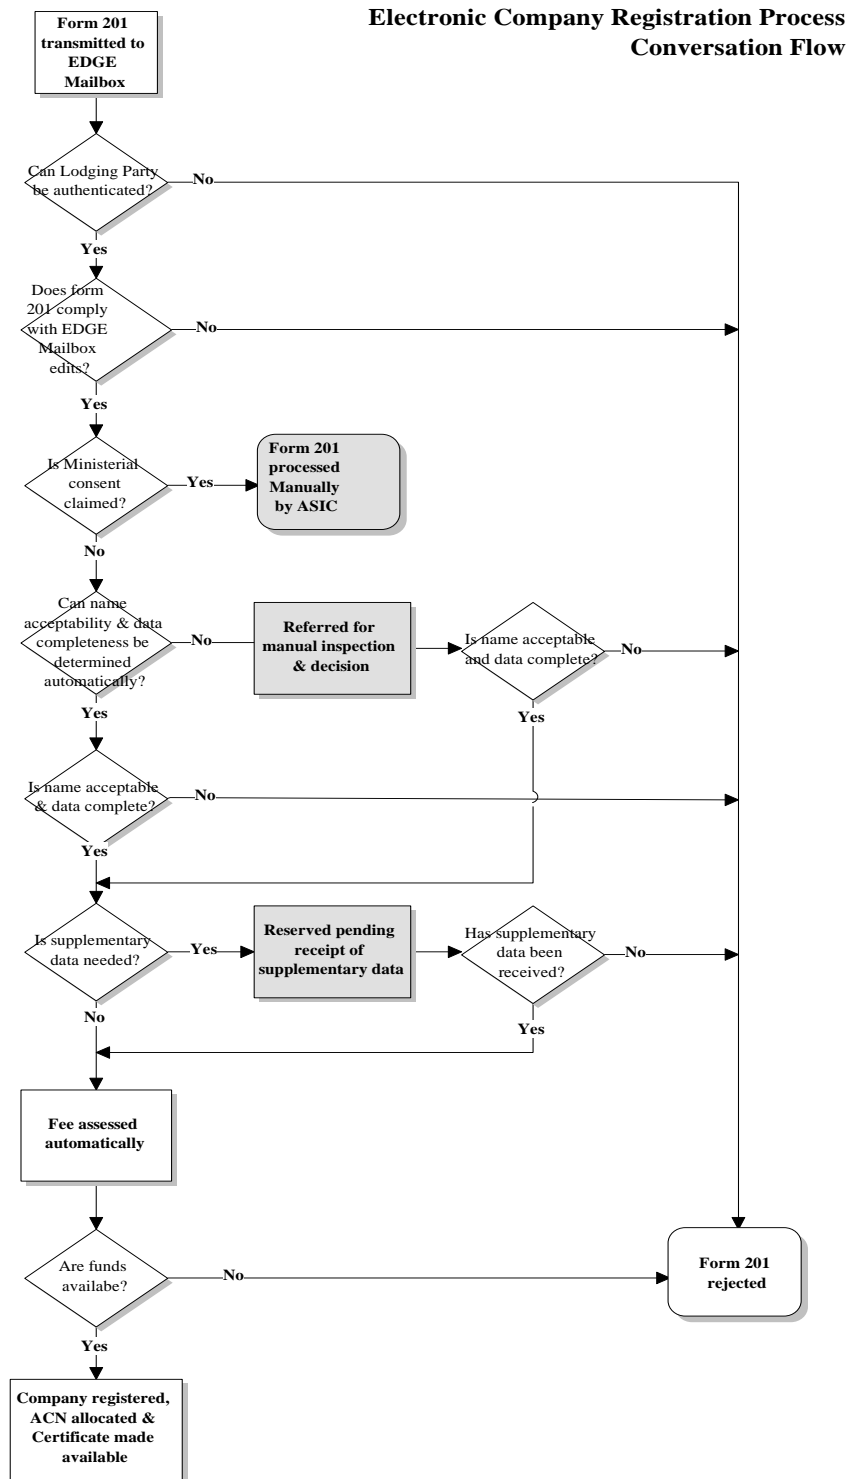 Electronic Company Registration Process
Conversation Flow
Form 201
transmitted to
EDGE
Mailbox
Can Lodging Party
be authenticated?
No
Yes
Does form
201 comply
with EDGE
Mailbox
edits?
No
Yes
Is Ministerial
consent
claimed?
Yes
Form 201
processed
Manually
by ASIC
No
Can name
acceptability & data
completeness be
determined
automatically?
No
Referred for
manual inspection
& decision
Is name acceptable
and data complete?
No
Yes
Yes
Is name acceptable
& data complete?
No
Yes
Is supplementary
data needed?
Yes
Reserved pending
receipt of
supplementary data
Has supplementary
data been
received?
No
No
Yes
Fee assessed
automatically
Are funds
availabe?
No
Form 201
rejected
Yes
Company registered,
ACN allocated &
Certificate made
available